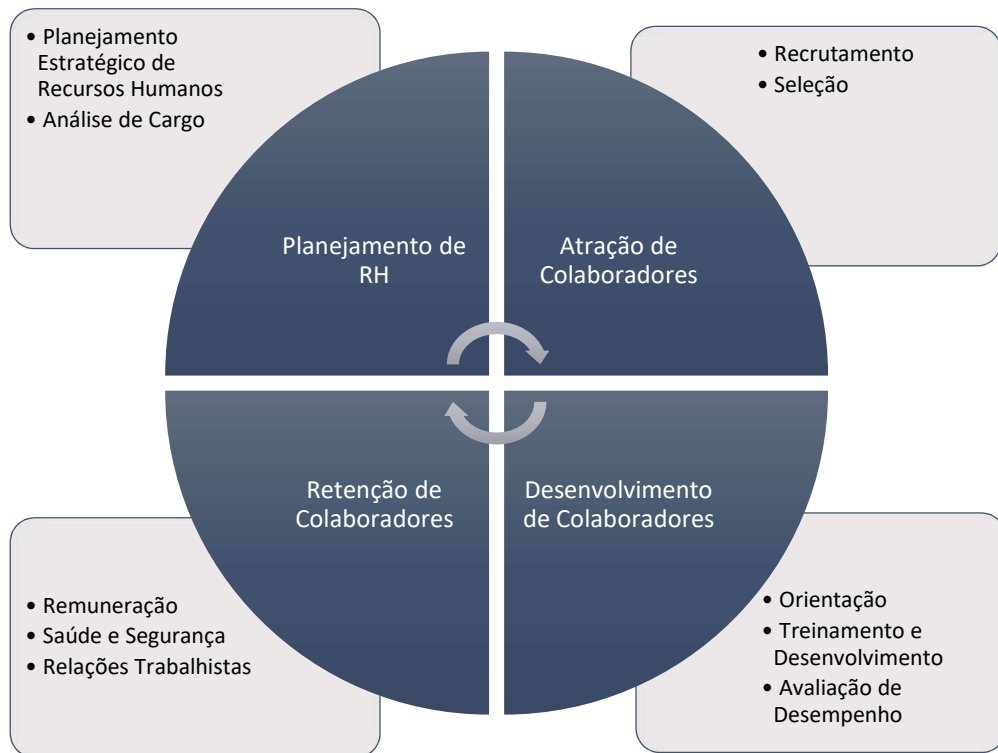 • Planejamento
Estratégico de
Recursos Humanos
• Análise de Cargo
• Recrutamento
• Seleção
Planejamento de
RH
Atração de
Colaboradores
Retenção de
Colaboradores
Desenvolvimento
de Colaboradores
• Remuneração
• Saúde e Segurança
• Relações Trabalhistas
• Orientação
• Treinamento e
Desenvolvimento
• Avaliação de
Desempenho